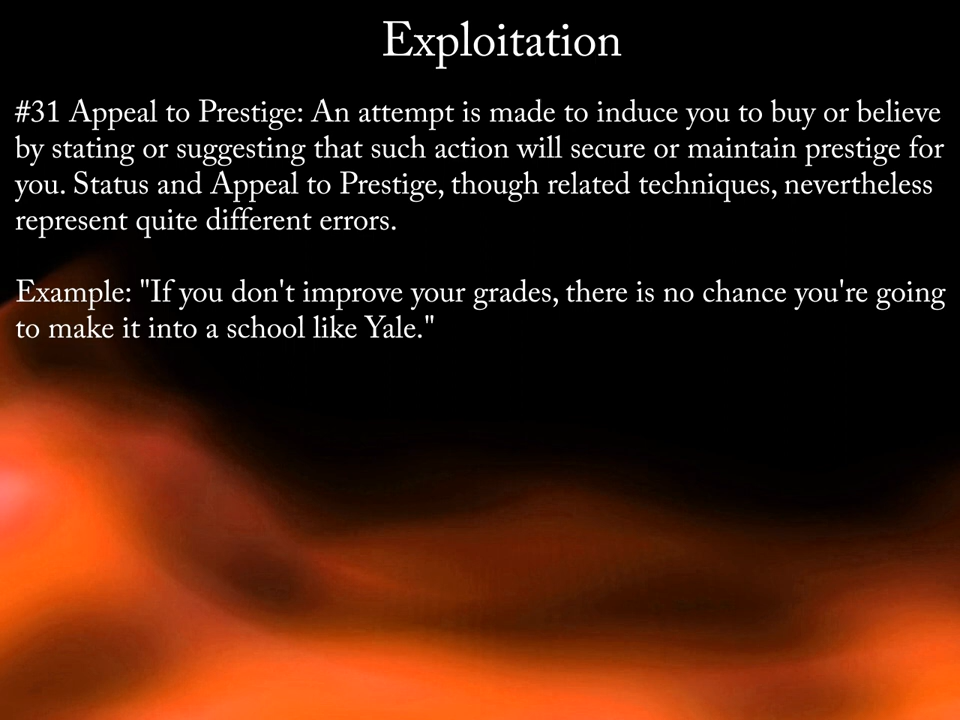 Exploitation
#31 Appeal to Prestige: An attempt is made to induce you to buy or believe
by stating or suggesting that such action will secure or maintain prestige for
you. Status and Appeal to Prestige, though related techniques, nevertheless
represent quite different errors.
Example: "If you don't improve your grades, there is no chance you're going
to make it into a school like Yale."